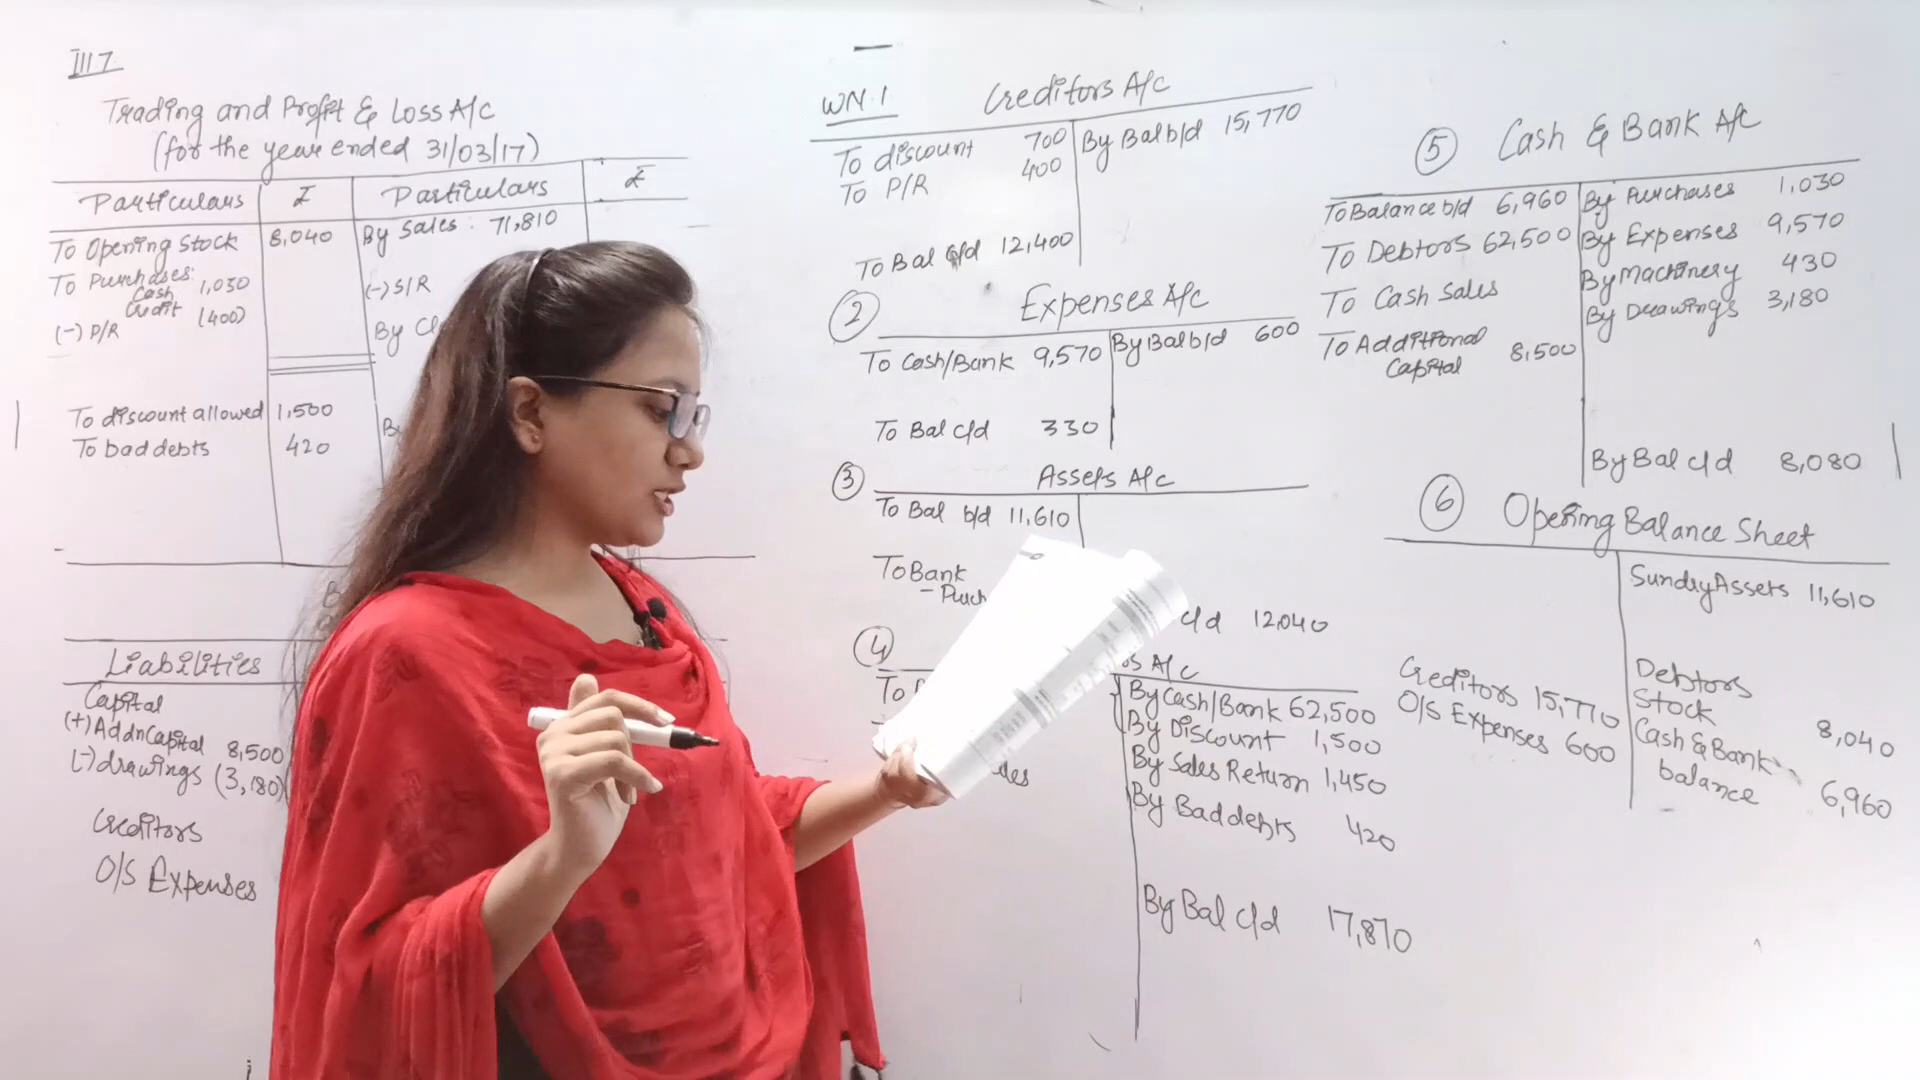 Ill 7
Trading and Profit & Loss A/c
(for the year ended 31/03/17)
Particulars ₹ Particulars ₹
To Opening Stock 8,040 By Sales: 71,810
To Purchases:
Cash 1,030
Credit
(-) P/R (400)
(-) S/R
By
To discount allowed 1,500
To bad debts 420
Liabilities
Capital
(+) Addn Capital 8,500
(-) drawings (3,180)
Creditors
O/S Expenses
WN.1 Creditors A/c
To discount 700 By Bal b/d 15,770
To P/R 400
To Bal c/d 12,400
2 Expenses A/c
To Cash/Bank 9,570 By Bal b/d 600
To Bal c/d 330
3 Assets A/c
To Bal b/d 11,610
To Bank
- Purch
c/d 12,040
4
A/c
To
By Cash/Bank 62,500
By Discount 1,500
By Sales Return 1,450
By Bad debts 420
By Bal c/d 17,870
5 Cash & Bank A/c
To Balance b/d 6,960 By Purchases 1,030
To Debtors 62,500 By Expenses 9,570
To Cash Sales By Machinery 430
To Additional Capital 8,500 By Drawings 3,180
By Bal c/d 8,080
6 Opening Balance Sheet
Sundry Assets 11,610
Creditors 15,770 Debtors
O/S Expenses 600 Stock 8,040
Cash & Bank balance 6,960